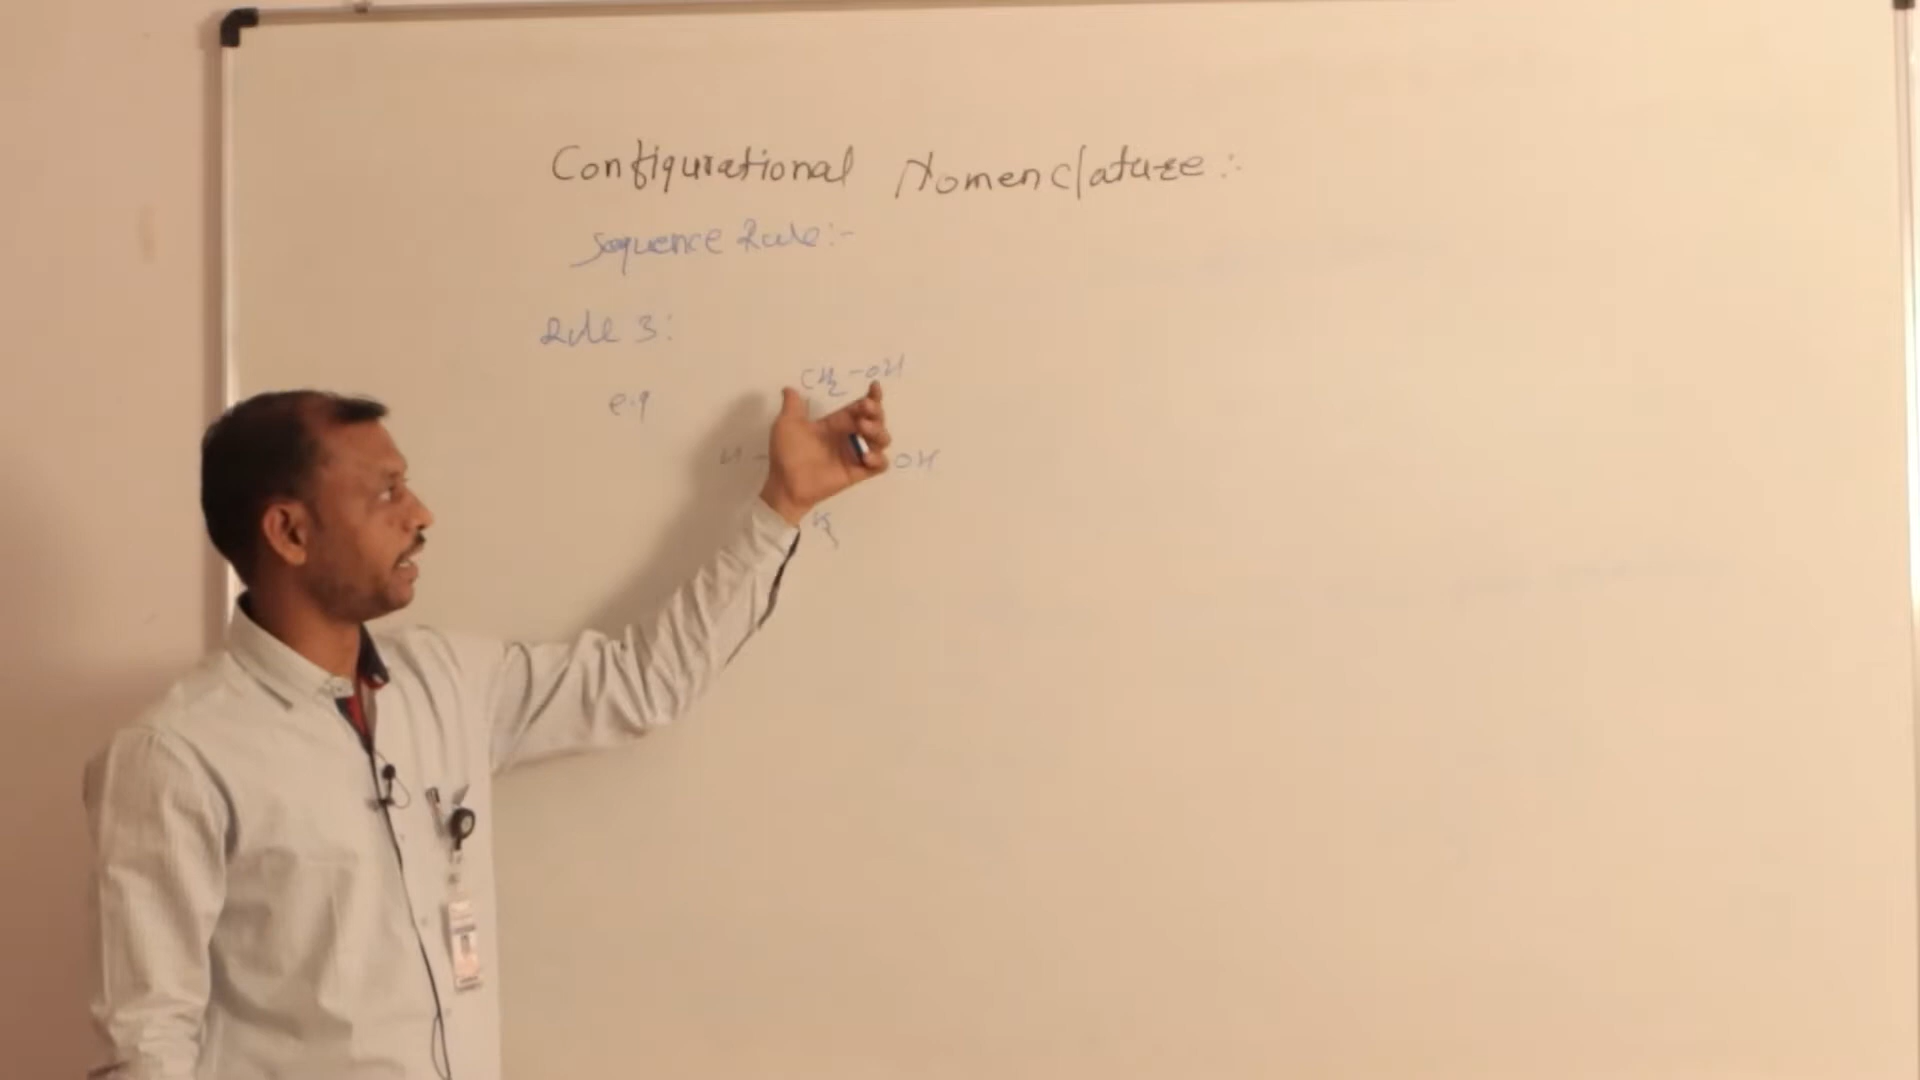 Configurational Nomenclature :-
Sequence Rule :-
Rule 3 :
CH2-OH
e.g
H - OH